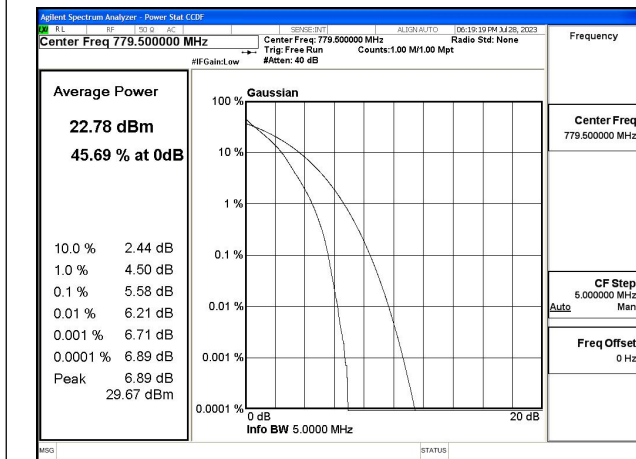 Agilent Spectrum Analyzer - Power Stat CCDF
RL RF 50 Ω AC SENSE:INT ALIGN AUTO 06:19:19 PM Jul 28, 2023
Center Freq 779.500000 MHz
Center Freq: 779.500000 MHz Radio Std: None
Trig: Free Run Counts:1.00 M/1.00 Mpt
#IFGain:Low #Atten: 40 dB
Frequency
Average Power
22.78 dBm
45.69 % at 0dB
10.0 % 2.44 dB
1.0 % 4.50 dB
0.1 % 5.58 dB
0.01 % 6.21 dB
0.001 % 6.71 dB
0.0001 % 6.89 dB
Peak 6.89 dB
29.67 dBm
Gaussian
100 %
10 %
1 %
0.1 %
0.01 %
0.001 %
0.0001 %
0 dB 20 dB
Info BW 5.0000 MHz
Center Freq
779.500000 MHz
CF Step
5.000000 MHz
Auto Man
Freq Offset
0 Hz
MSG STATUS